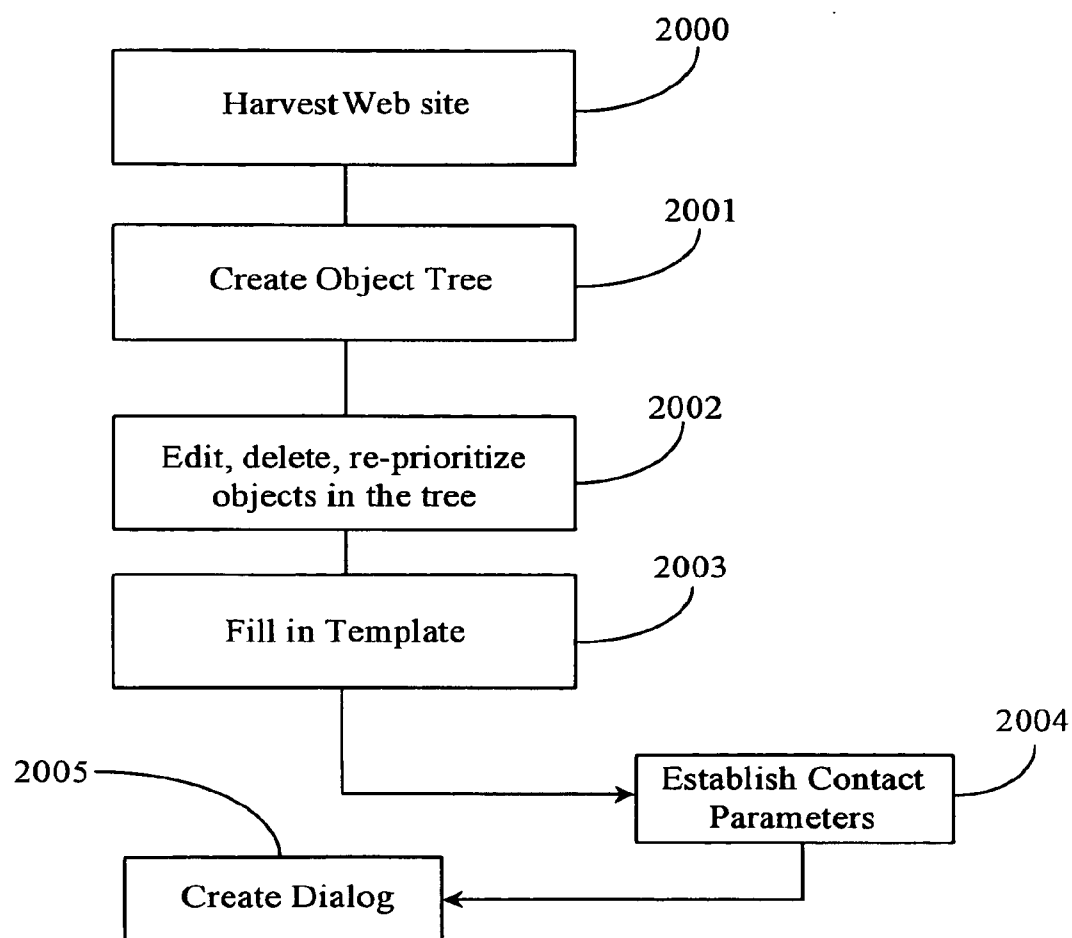 2000
Harvest Web site
2001
Create Object Tree
2002
Edit, delete, re-prioritize
objects in the tree
2003
Fill in Template
2004
Establish Contact
Parameters
2005
Create Dialog